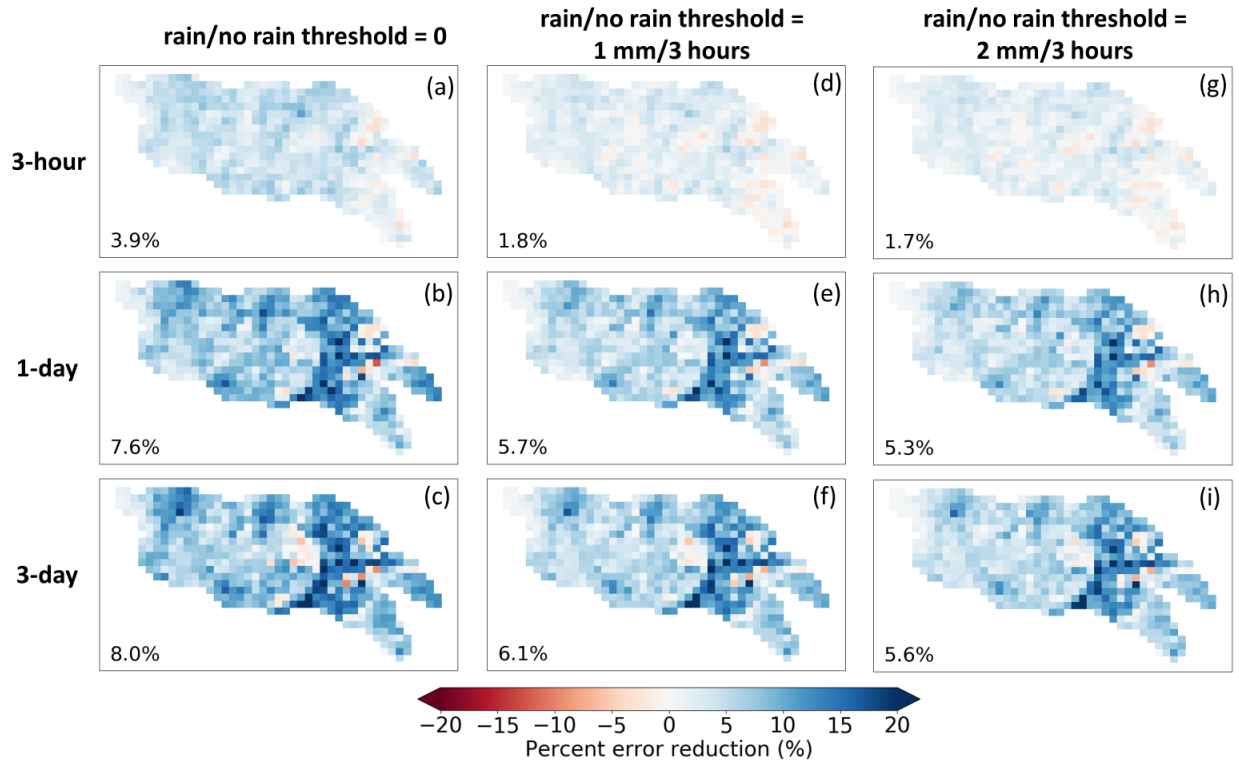 rain/no rain threshold = 0
rain/no rain threshold =
1 mm/3 hours
rain/no rain threshold =
2 mm/3 hours
3-hour
(a)
3.9%
(d)
1.8%
(g)
1.7%
1-day
(b)
7.6%
(e)
5.7%
(h)
5.3%
3-day
(c)
8.0%
(f)
6.1%
(i)
5.6%
−20 −15 −10 −5 0 5 10 15 20
Percent error reduction (%)